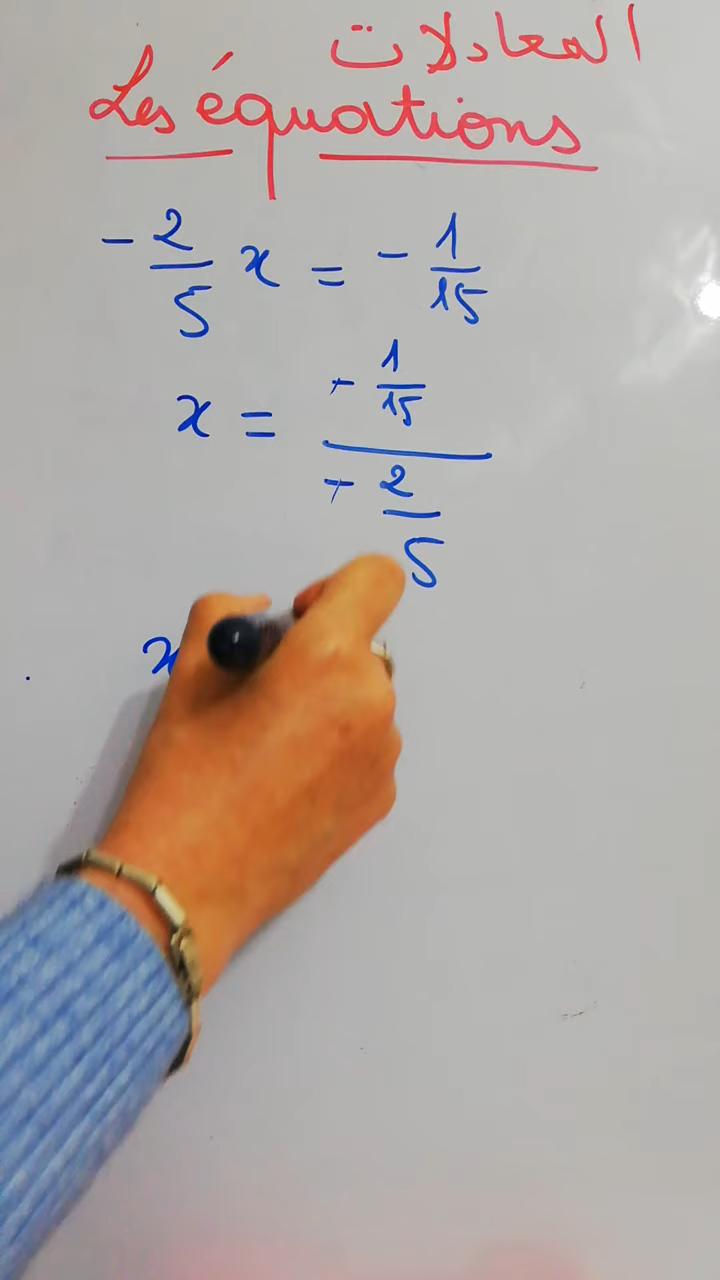 المعادلات
Les équations
- 2/5 x = - 1/15
x = + 1/15 / + 2/5
x